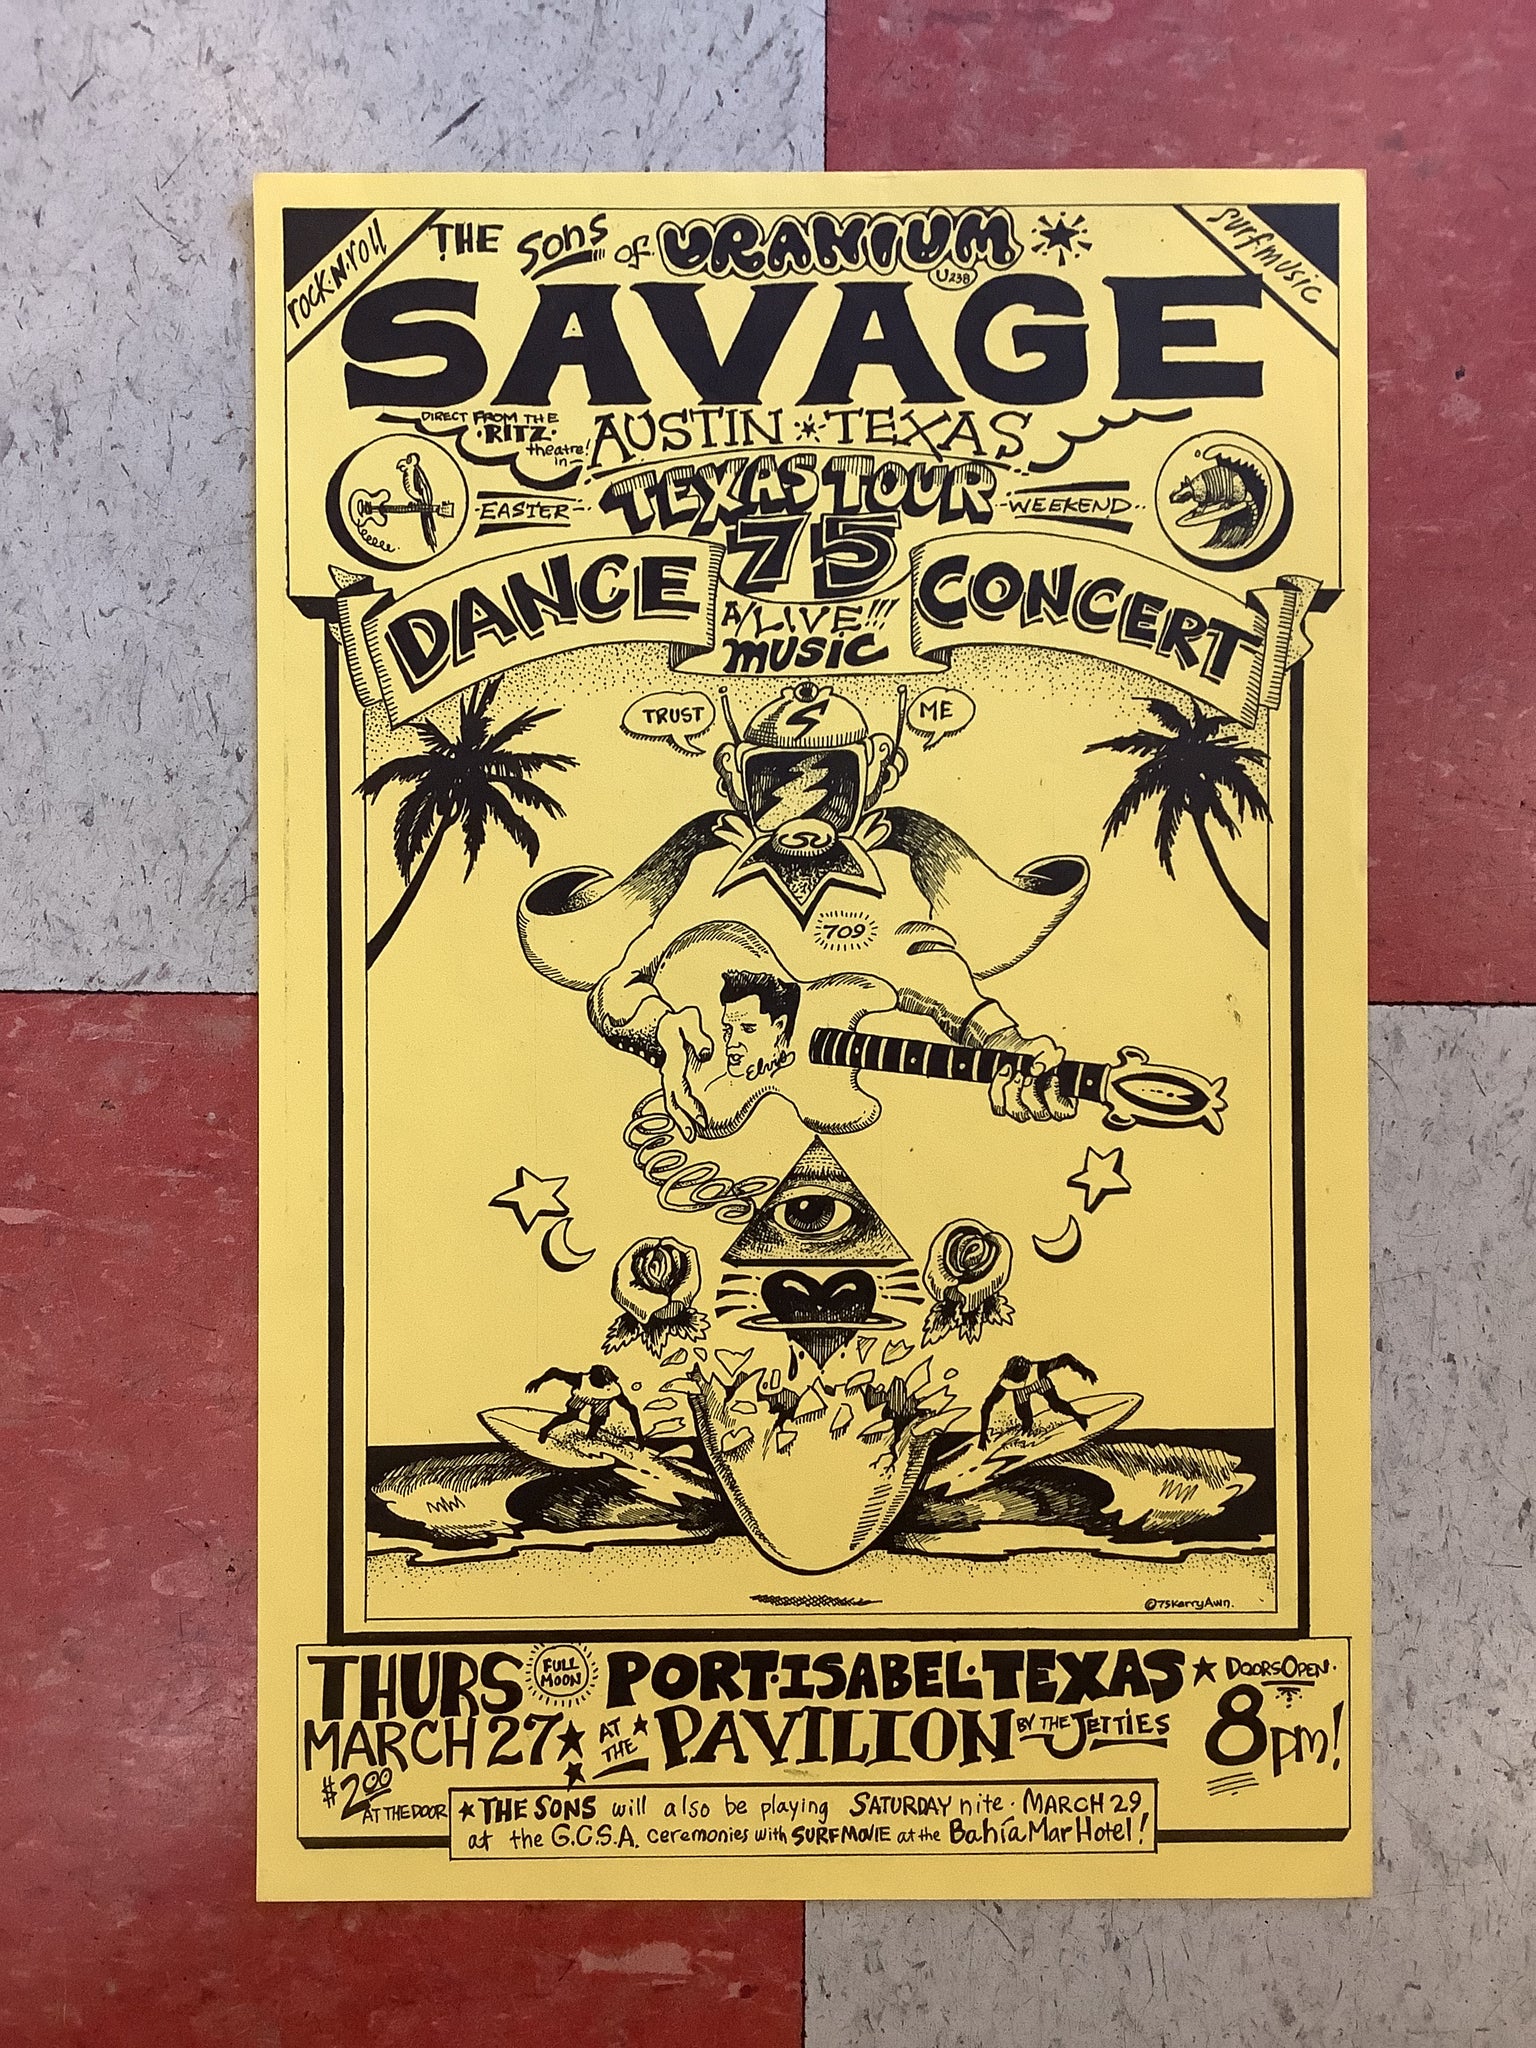 rock·N·roll
THE Sons of URANIUM
surf·music
U238
SAVAGE
DIRECT FROM THE
·RITZ·
theatre!
in
AUSTIN TEXAS
EASTER
TEXAS TOUR
WEEKEND
75
DANCE
CONCERT
A/LIVE!!!
music
TRUST
ME
S
SU
709
Elvis
©75KerryAwn.
THURS
FULL
MOON
PORT·ISABEL·TEXAS
DOORS OPEN·
MARCH 27
AT
THE
PAVILION
BY THE JETTIES
8pm!
$2.00
AT THE DOOR
THE SONS will also be playing SATURDAY nite· MARCH 29
at the G.C.S.A. ceremonies with SURF MOVIE at the Bahía Mar Hotel!